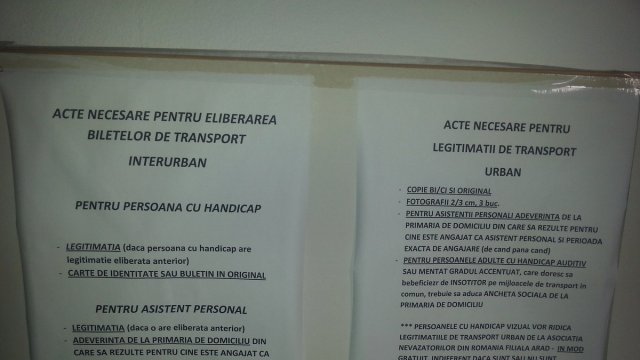 ACTE NECESARE PENTRU ELIBERAREA
BILETELOR DE TRANSPORT
INTERURBAN
PENTRU PERSOANA CU HANDICAP
- LEGITIMATIA (daca persoana cu handicap are
legitimatie eliberata anterior)
- CARTE DE IDENTITATE SAU BULETIN IN ORIGINAL
PENTRU ASISTENT PERSONAL
- LEGITIMATIA (daca o are eliberata anterior)
- ADEVERINTA DE LA PRIMARIA DE DOMICILIU DIN
CARE SA REZULTE PENTRU CINE ESTE ANGAJAT CA
ACTE NECESARE PENTRU
LEGITIMATII DE TRANSPORT
URBAN
- COPIE BI/CI SI ORIGINAL
- FOTOGRAFII 2/3 cm, 3 buc.
- PENTRU ASISTENTII PERSONALI ADEVERINTA DE LA
PRIMARIA DE DOMICILIU DIN CARE SA REZULTE PENTRU
CINE ESTE ANGAJAT CA ASISTENT PERSONAL SI PERIOADA
EXACTA DE ANGAJARE (de cand pana cand)
- PENTRU PERSOANELE ADULTE CU HANDICAP AUDITIV
SAU MENTAT GRADUL ACCENTUAT, care doresc sa
bebeficiezr de INSOTITOR pe mijloacele de transport in
comun, trebuie sa aduca ANCHETA SOCIALA DE LA
PRIMARIA DE DOMICILIU
*** PERSOANELE CU HANDICAP VIZUAL VOR RIDICA
LEGITIMATIILE DE TRANSPORT URBAN DE LA ASOCIATIA
NEVAZATORILOR DIN ROMANIA FILIALA ARAD - IN MOD
GRATUIT, INDIFERENT DACA SUNT SAU NU SUNT